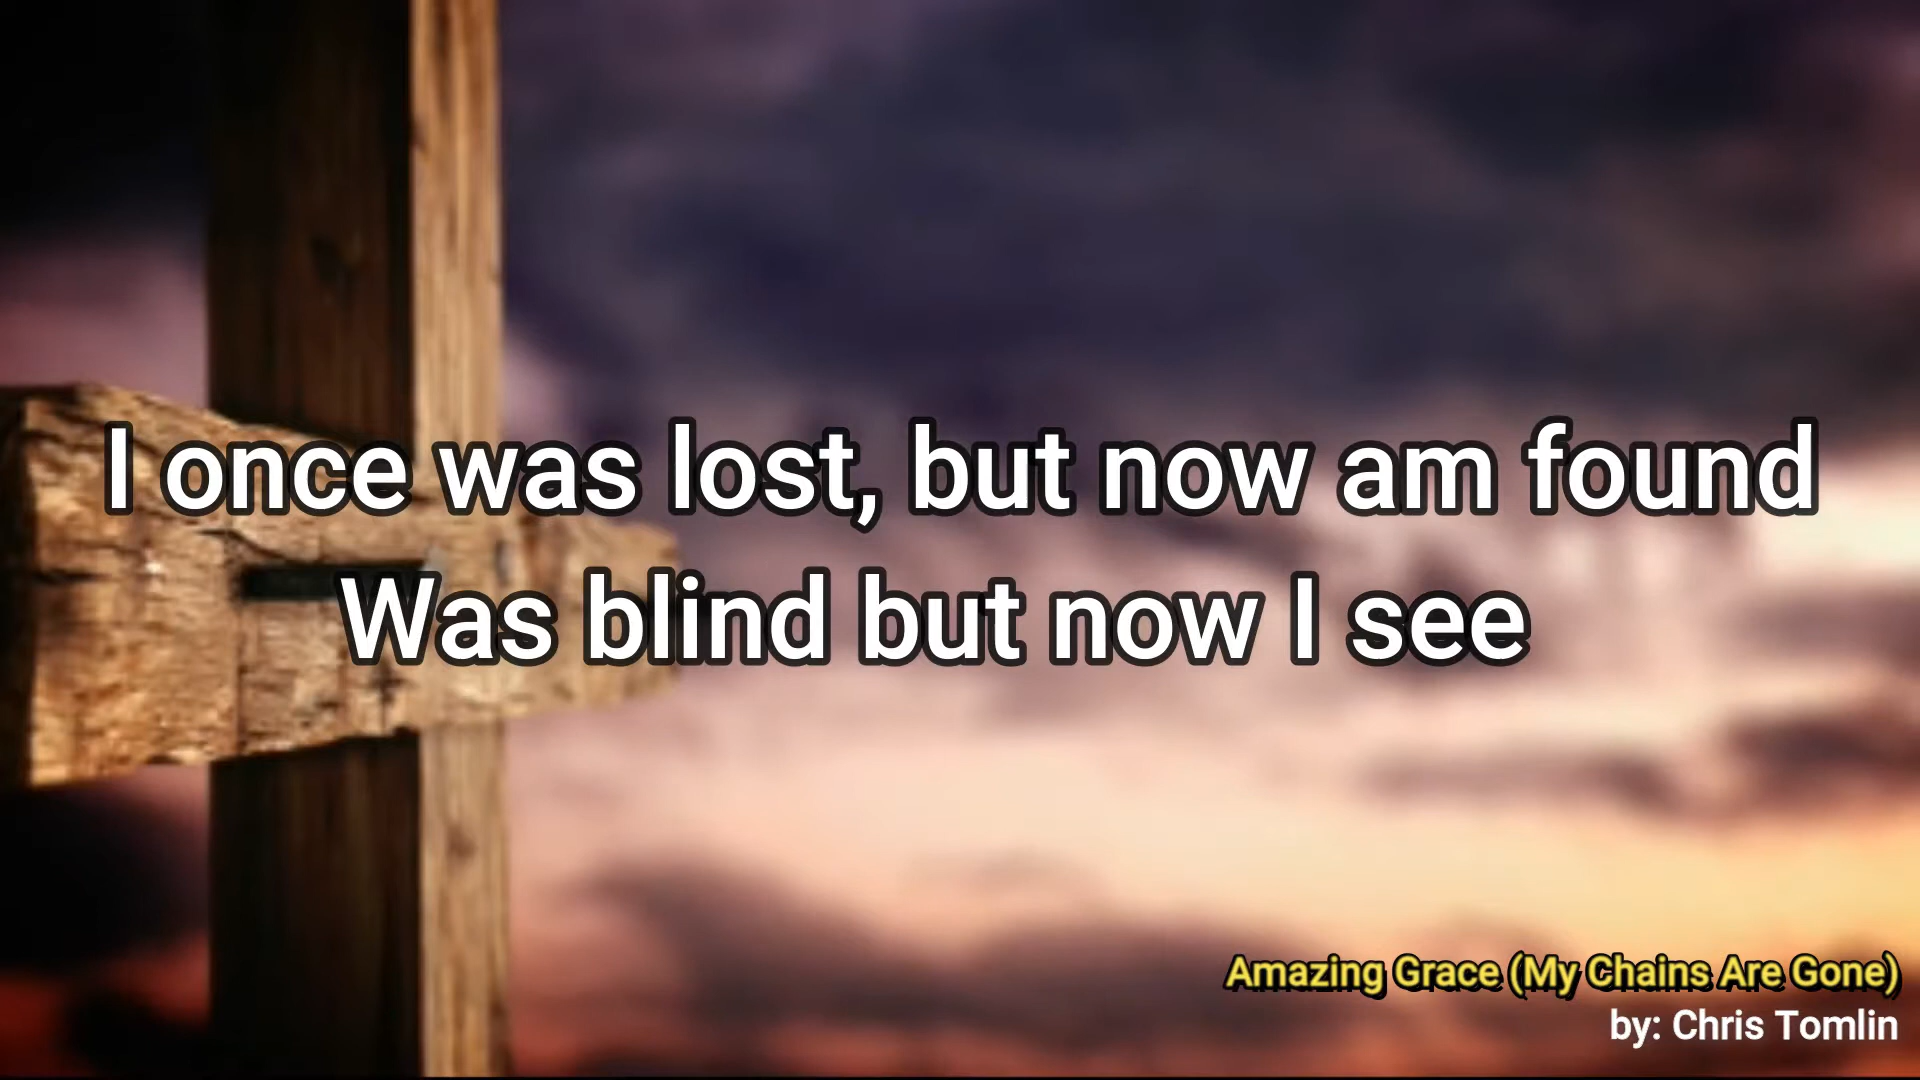 I once was lost, but now am found
Was blind but now I see
Amazing Grace (My Chains Are Gone)
by: Chris Tomlin